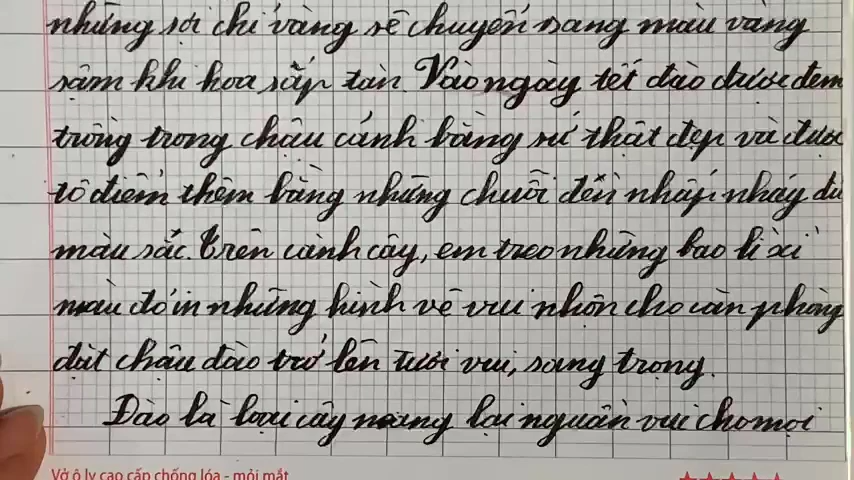 những sợi chỉ vàng sẽ chuyển sang màu vàng
sậm khi hoa sắp tàn. Vào ngày tết đào được đem
trồng trong chậu cảnh bằng sứ thật đẹp và được
tô điểm thêm bằng những chuỗi đèn nhấp nháy đủ
màu sắc. Trên cành cây, em treo những bao lì xì
màu đỏ in những hình vẽ vui nhộn cho căn phòng
đặt chậu đào trở lên tươi vui, sang trọng.
Đào là loại cây mang lại nguồn vui cho mọi
Vở ô ly cao cấp chống lóa - mỏi mắt